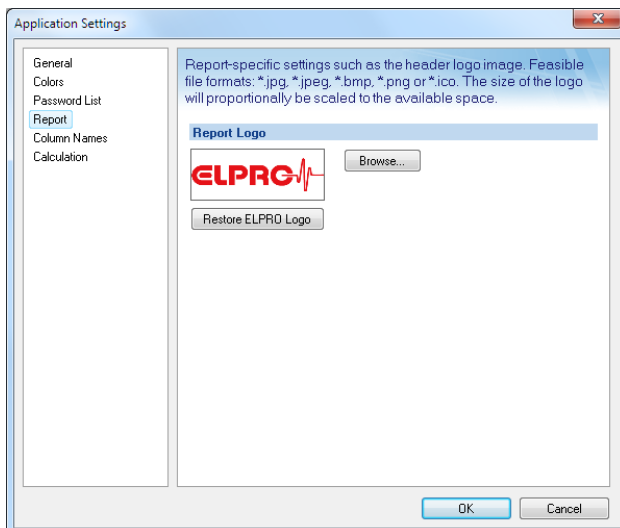 Application Settings
General
Colors
Password List
Report
Column Names
Calculation
Report-specific settings such as the header logo image. Feasible
file formats: *.jpg, *.jpeg, *.bmp, *.png or *.ico. The size of the logo
will proportionally be scaled to the available space.
Report Logo
ELPRO
Browse...
Restore ELPRO Logo
OK
Cancel